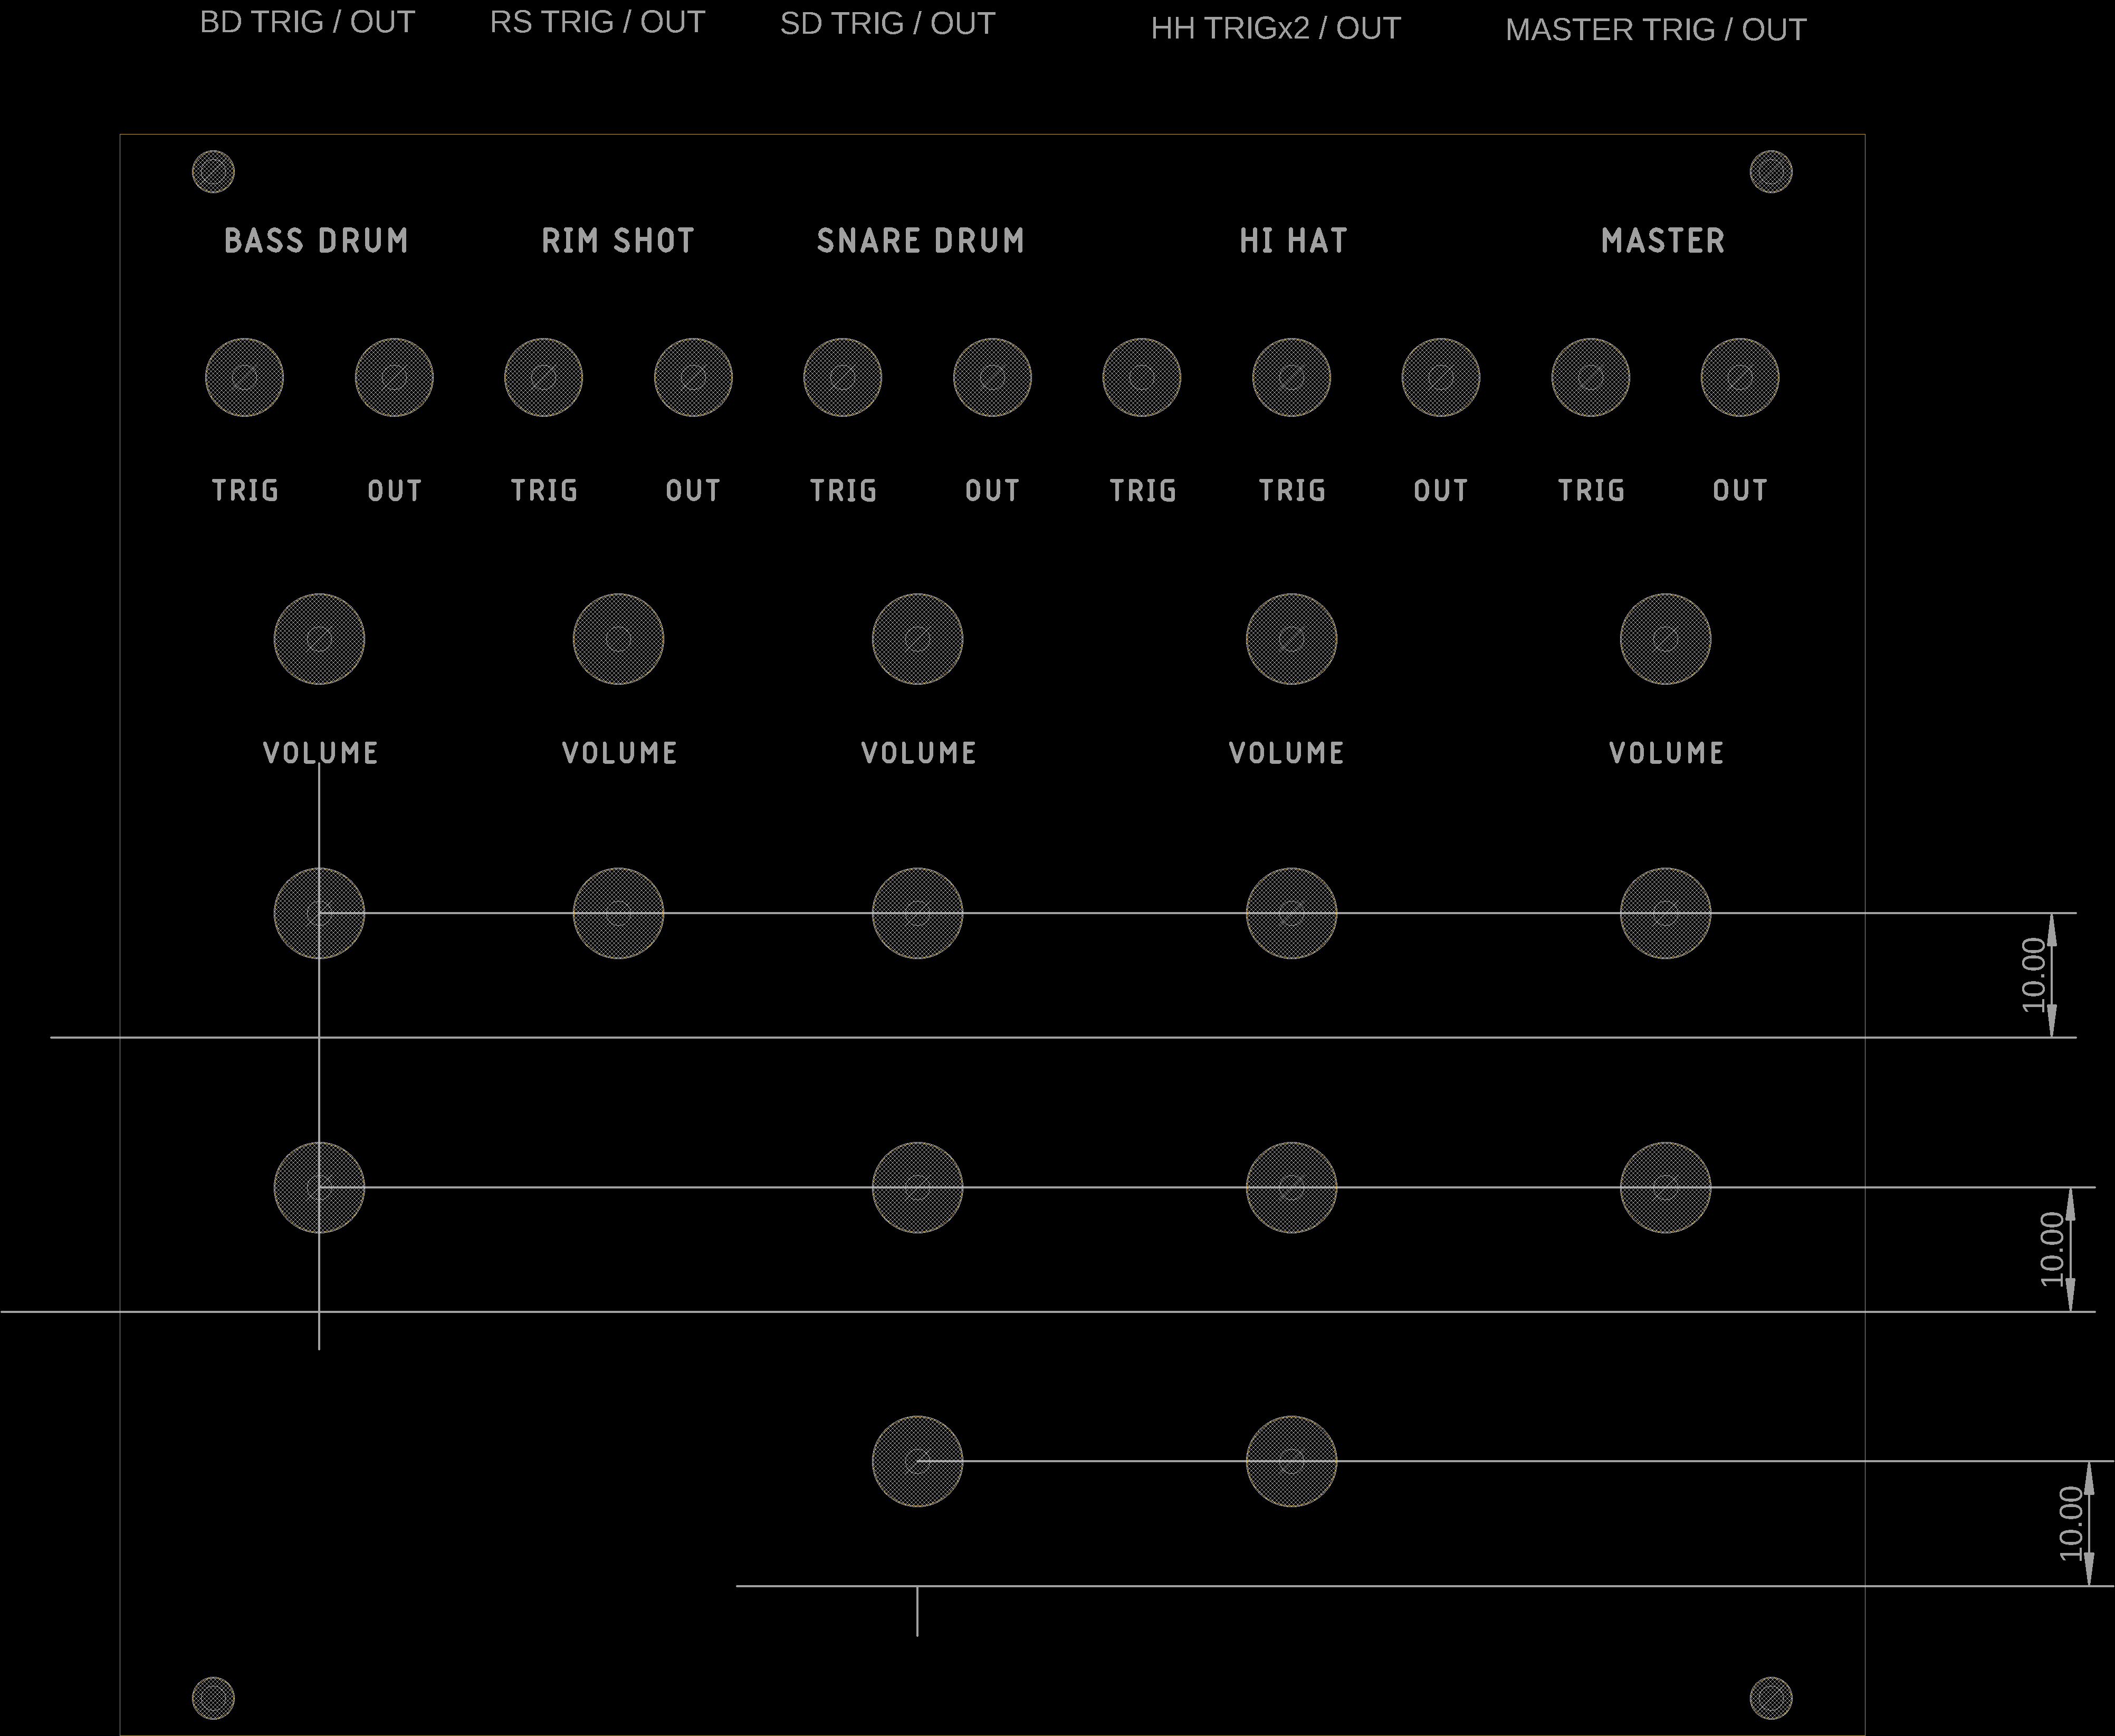 BD TRIG / OUT RS TRIG / OUT SD TRIG / OUT HH TRIGx2 / OUT MASTER TRIG / OUT
BASS DRUM RIM SHOT SNARE DRUM HI HAT MASTER
TRIG OUT TRIG OUT TRIG OUT TRIG TRIG OUT TRIG OUT
VOLUME VOLUME VOLUME VOLUME VOLUME
10.00
10.00
10.00